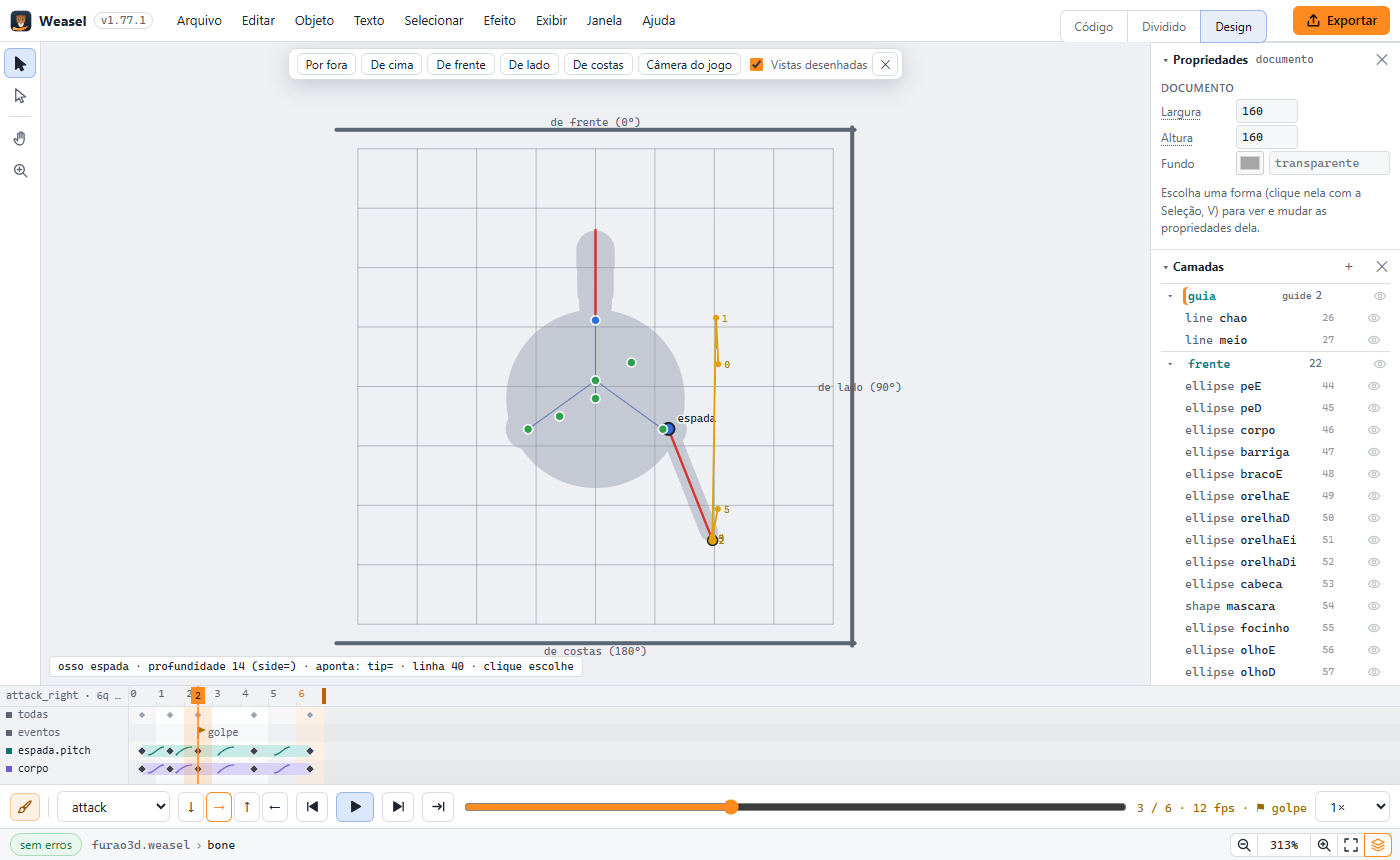 Weasel v1.77.1 Arquivo Editar Objeto Texto Selecionar Efeito Exibir Janela Ajuda Código Dividido Design Exportar
Por fora De cima De frente De lado De costas Câmera do jogo Vistas desenhadas
de frente (0°)
1
0
de lado (90°)
espada
5
2
de costas (180°)
osso espada · profundidade 14 (side=) · aponta: tip= · linha 40 · clique escolhe
Propriedades documento
DOCUMENTO
Largura 160
Altura 160
Fundo transparente
Escolha uma forma (clique nela com a
Seleção, V) para ver e mudar as
propriedades dela.
Camadas
guia guide 2
line chao 26
line meio 27
frente 22
ellipse peE 44
ellipse peD 45
ellipse corpo 46
ellipse barriga 47
ellipse bracoE 48
ellipse orelhaE 49
ellipse orelhaD 50
ellipse orelhaEi 51
ellipse orelhaDi 52
ellipse cabeca 53
shape mascara 54
ellipse focinho 55
ellipse olhoE 56
ellipse olhoD 57
attack_right · 6q … 0 1 2 2 3 4 5 6
todas
eventos golpe
espada.pitch
corpo
attack ↓ → ↑ ← 3 / 6 · 12 fps · golpe 1×
sem erros furao3d.weasel › bone 313%